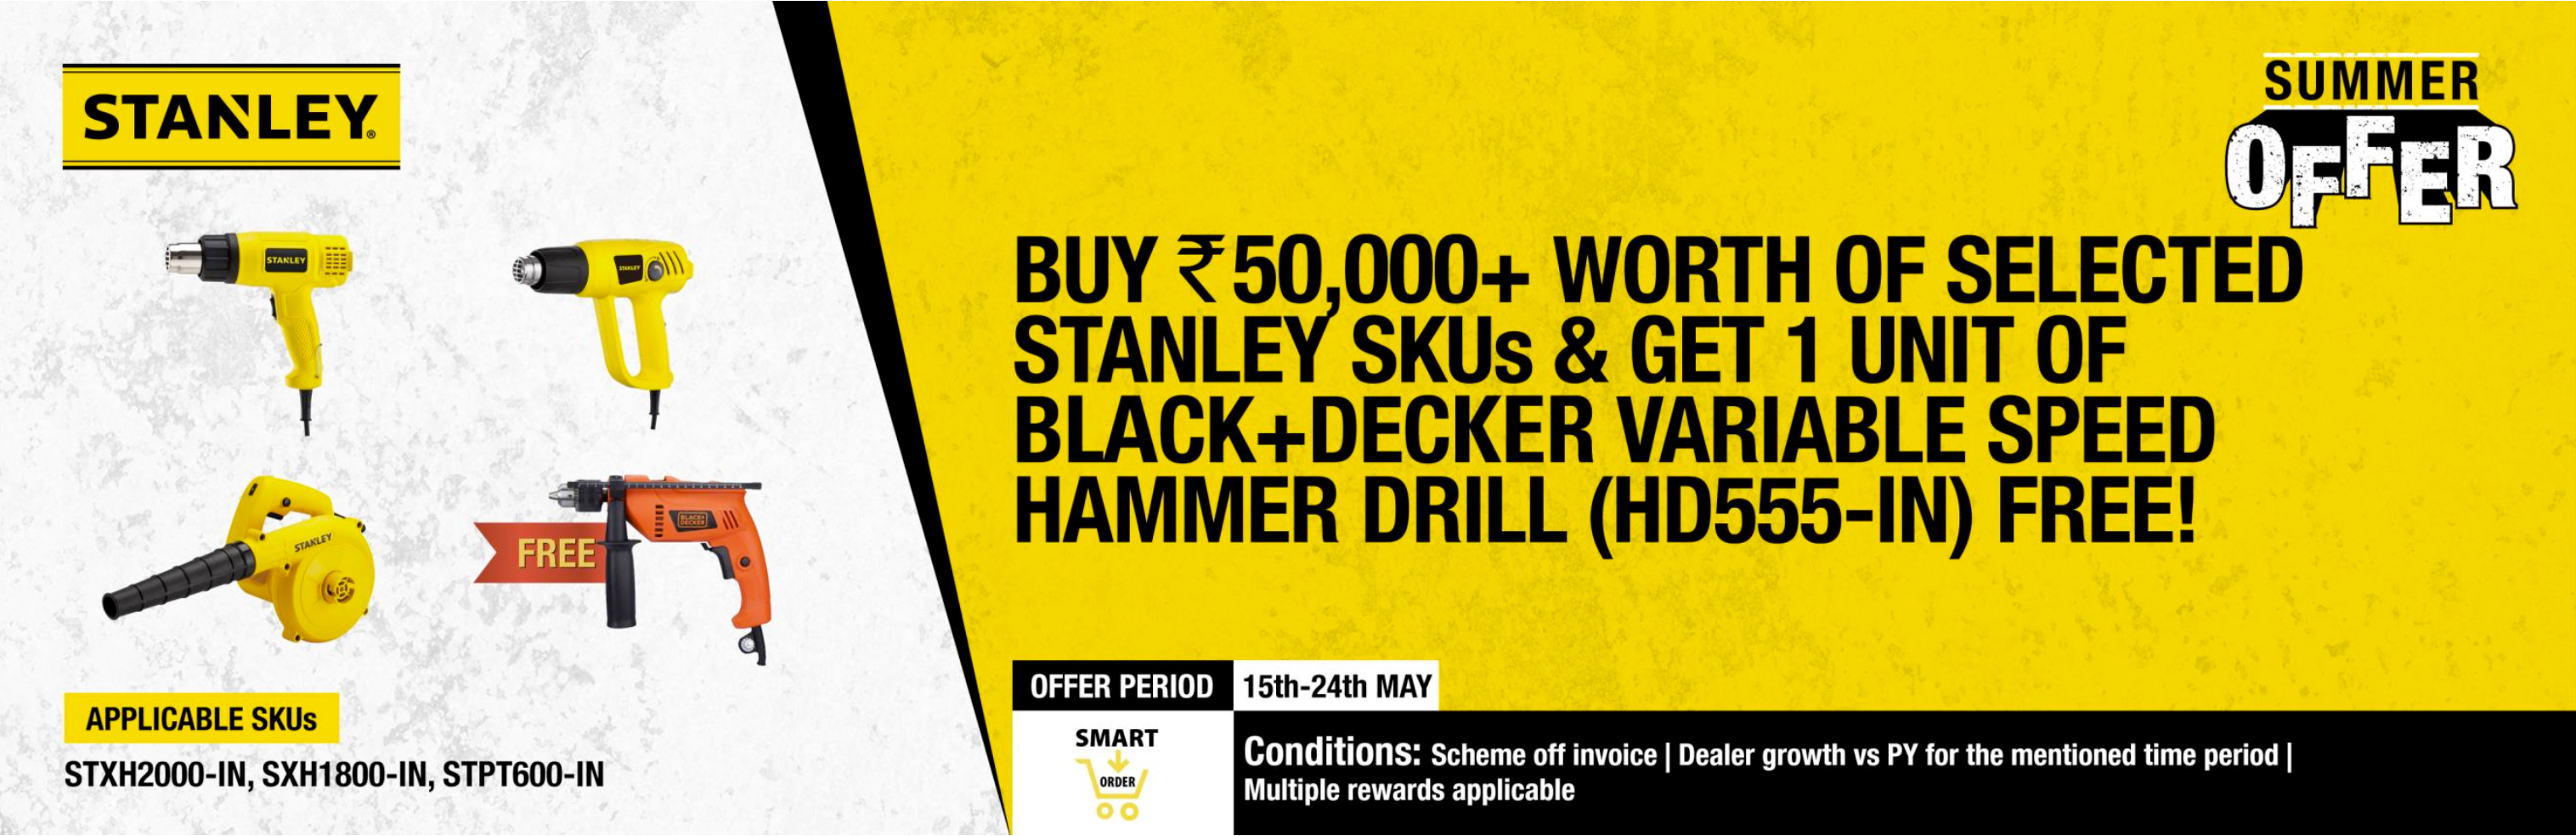 STANLEY®
STANLEY
STANLEY
STANLEY
BLACK+
DECKER
FREE
APPLICABLE SKUs
STXH2000-IN, SXH1800-IN, STPT600-IN
SUMMER
OFFER
BUY ₹50,000+ WORTH OF SELECTED
STANLEY SKUs & GET 1 UNIT OF
BLACK+DECKER VARIABLE SPEED
HAMMER DRILL (HD555-IN) FREE!
OFFER PERIOD 15th-24th MAY
SMART
ORDER
Conditions: Scheme off invoice | Dealer growth vs PY for the mentioned time period |
Multiple rewards applicable